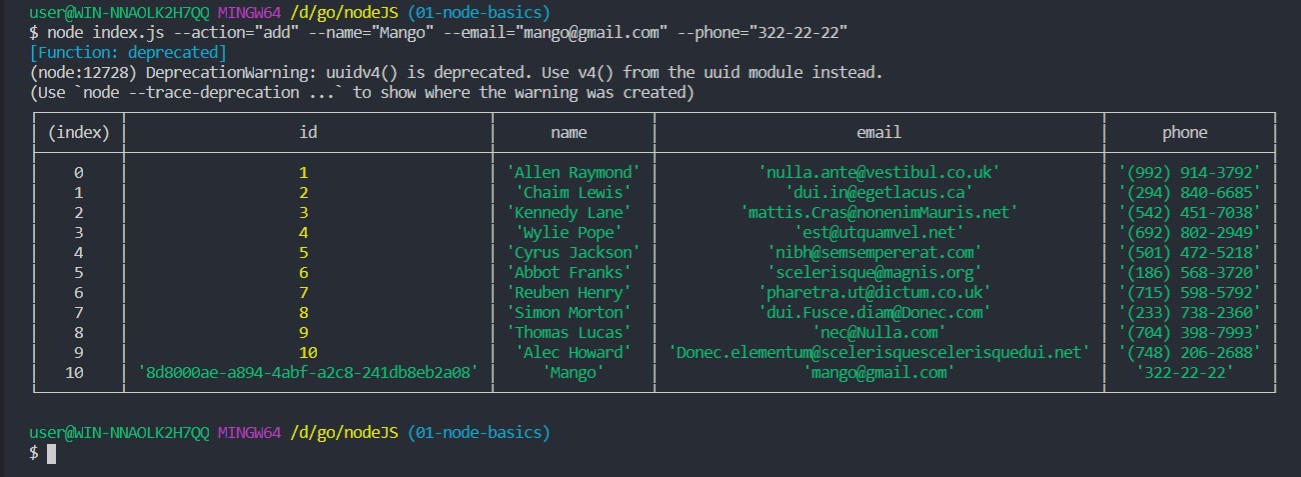 user@WIN-NNAOLK2H7QQ MINGW64 /d/go/nodeJS (01-node-basics)
$ node index.js --action="add" --name="Mango" --email="mango@gmail.com" --phone="322-22-22"
[Function: deprecated]
(node:12728) DeprecationWarning: uuidv4() is deprecated. Use v4() from the uuid module instead.
(Use `node --trace-deprecation ...` to show where the warning was created)
(index) id name email phone
0 1 'Allen Raymond' 'nulla.ante@vestibul.co.uk' '(992) 914-3792'
1 2 'Chaim Lewis' 'dui.in@egetlacus.ca' '(294) 840-6685'
2 3 'Kennedy Lane' 'mattis.Cras@nonenimMauris.net' '(542) 451-7038'
3 4 'Wylie Pope' 'est@utquamvel.net' '(692) 802-2949'
4 5 'Cyrus Jackson' 'nibh@semsempererat.com' '(501) 472-5218'
5 6 'Abbot Franks' 'scelerisque@magnis.org' '(186) 568-3720'
6 7 'Reuben Henry' 'pharetra.ut@dictum.co.uk' '(715) 598-5792'
7 8 'Simon Morton' 'dui.Fusce.diam@Donec.com' '(233) 738-2360'
8 9 'Thomas Lucas' 'nec@Nulla.com' '(704) 398-7993'
9 10 'Alec Howard' 'Donec.elementum@scelerisquescelerisquedui.net' '(748) 206-2688'
10 '8d8000ae-a894-4abf-a2c8-241db8eb2a08' 'Mango' 'mango@gmail.com' '322-22-22'
user@WIN-NNAOLK2H7QQ MINGW64 /d/go/nodeJS (01-node-basics)
$